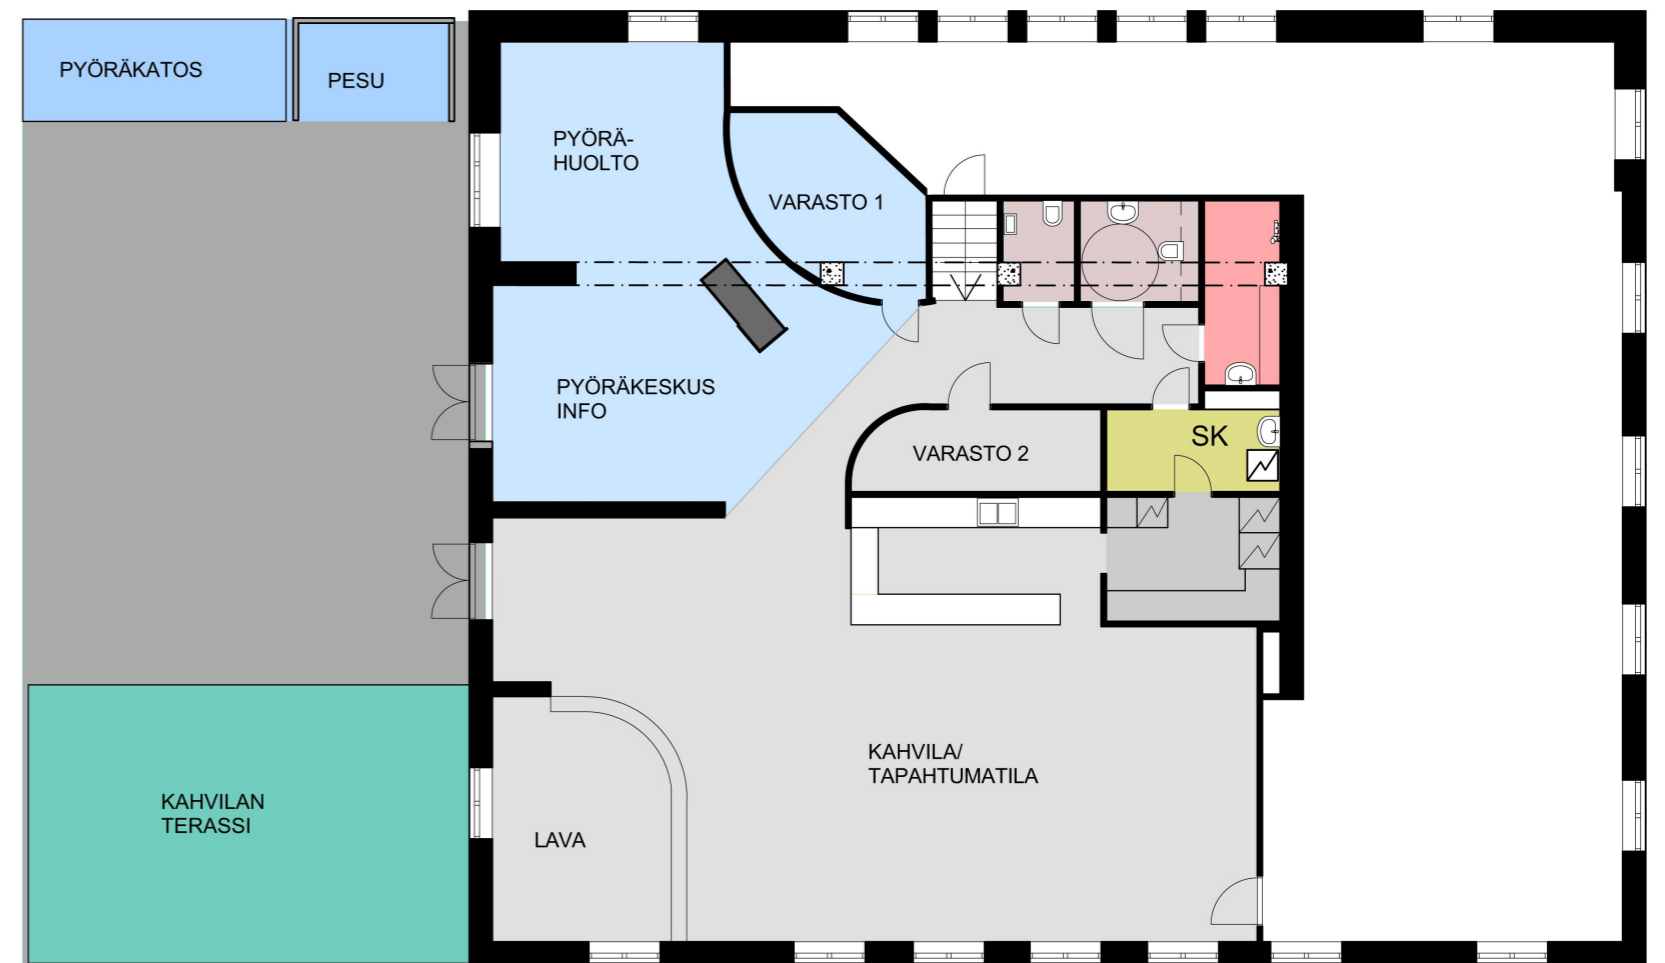 PYÖRÄKATOS
PESU
PYÖRÄ-
HUOLTO
VARASTO 1
PYÖRÄKESKUS
INFO
VARASTO 2
SK
KAHVILA/
TAPAHTUMATILA
KAHVILAN
TERASSI
LAVA